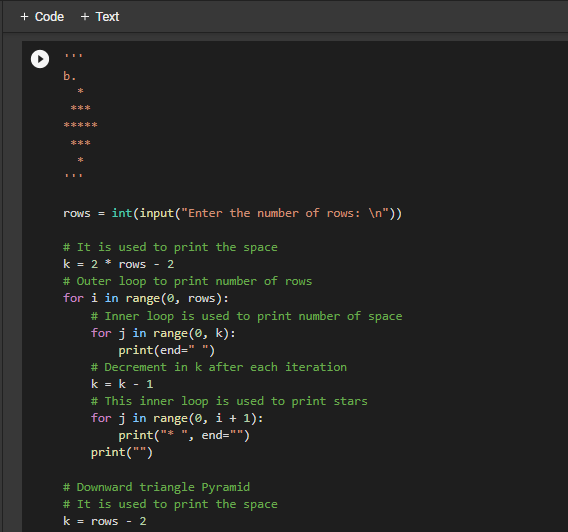 + Code + Text
'''
b.
  *
 ***
*****
 ***
  *
'''

rows = int(input("Enter the number of rows: \n"))

# It is used to print the space
k = 2 * rows - 2
# Outer loop to print number of rows
for i in range(0, rows):
    # Inner loop is used to print number of space
    for j in range(0, k):
        print(end=" ")
    # Decrement in k after each iteration
    k = k - 1
    # This inner loop is used to print stars
    for j in range(0, i + 1):
        print("* ", end="")
    print("")

# Downward triangle Pyramid
# It is used to print the space
k = rows - 2